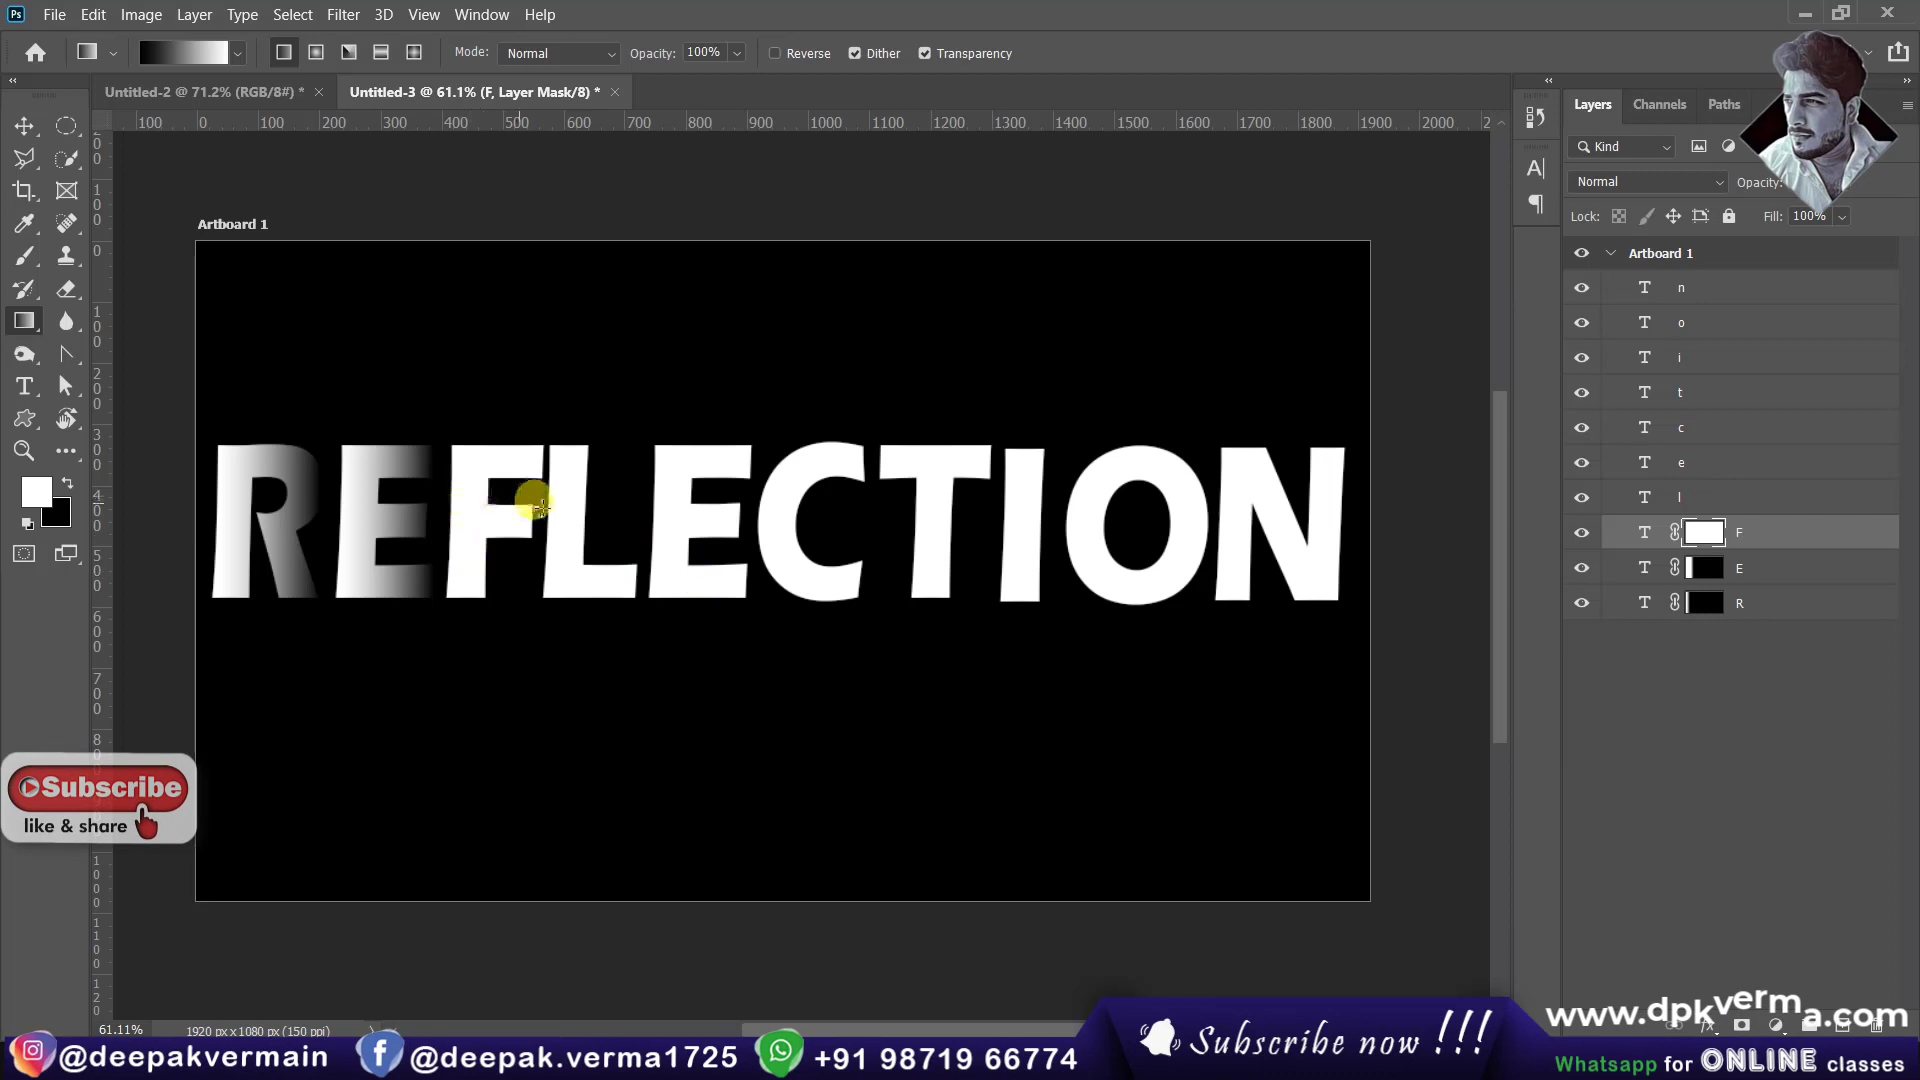 Ps File Edit Image Layer Type Select Filter 3D View Window Help
Mode: Normal Opacity: 100% Reverse Dither Transparency
Untitled-2 @ 71.2% (RGB/8#) * × Untitled-3 @ 61.1% (F, Layer Mask/8) * ×
Layers Channels Paths
100 0 100 200 300 400 500 600 700 800 900 1000 1100 1200 1300 1400 1500 1600 1700 1800 1900 2000 2
Kind
Normal Opacity:
Lock: Fill: 100%
Artboard 1
Artboard 1
n
o
i
t
c
e
l
F
E
R
REFLECTION
Subscribe
like & share
61.11% 1920 px x 1080 px (150 ppi)
www.dpkverma.com
@deepakvermain @deepak.verma1725 +91 98719 66774
Subscribe now !!!
Whatsapp for ONLINE classes